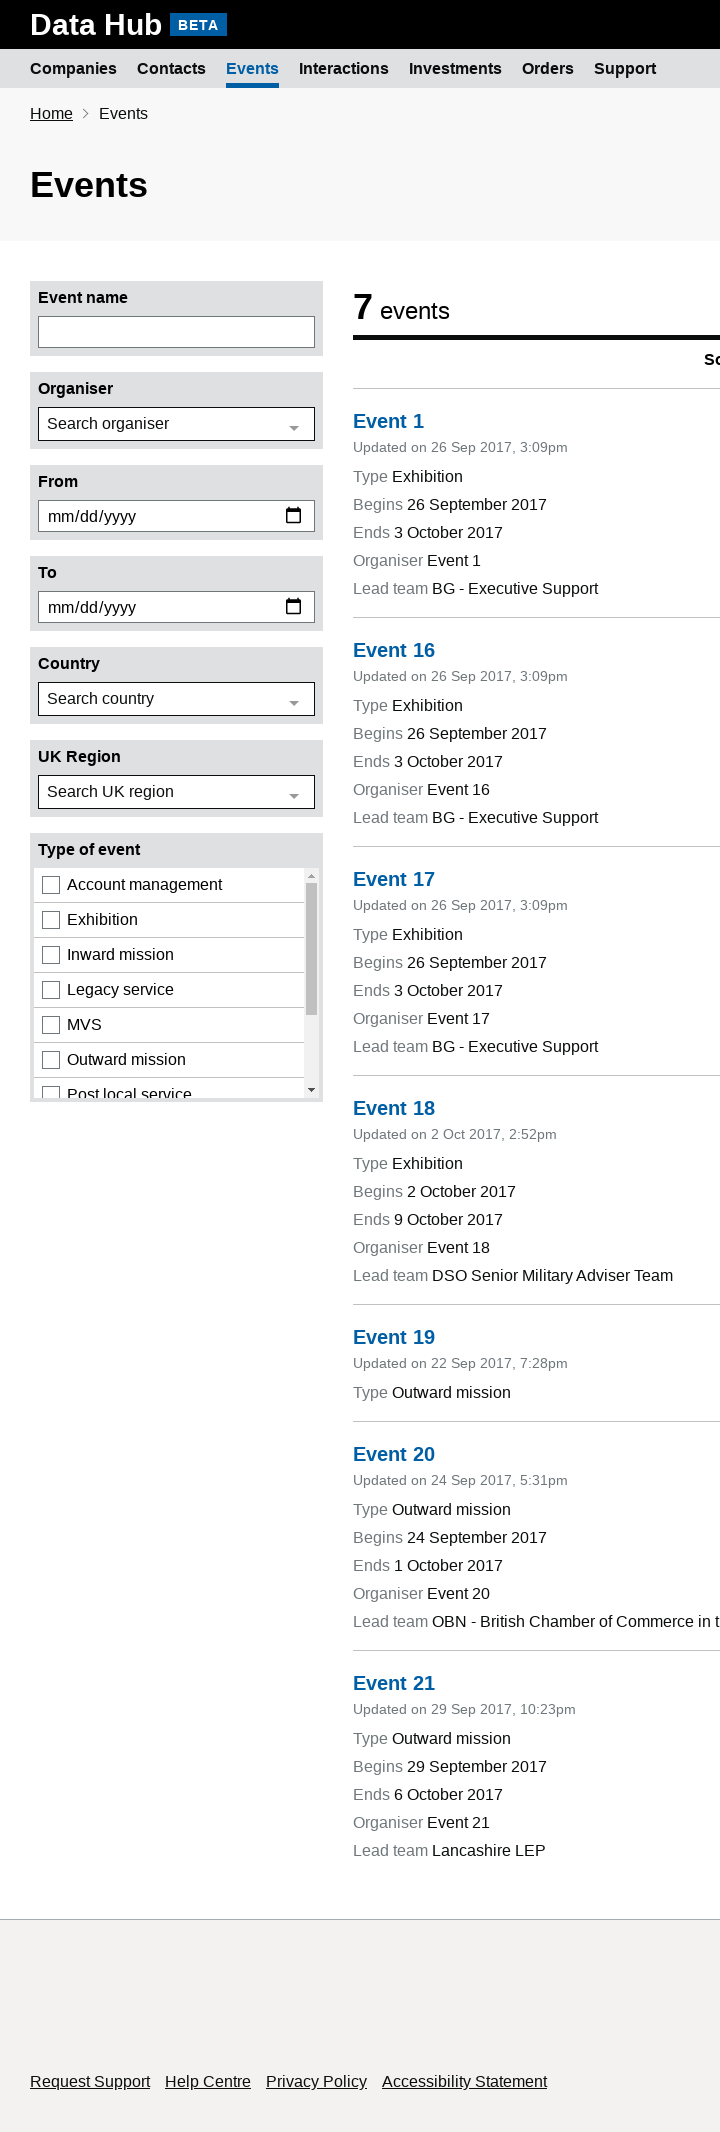 Data Hub BETA
Companies Contacts Events Interactions Investments Orders Support
Home Events
Events
Event name
Organiser
Search organiser
From
mm/dd/yyyy
To
mm/dd/yyyy
Country
Search country
UK Region
Search UK region
Type of event
Account management
Exhibition
Inward mission
Legacy service
MVS
Outward mission
Post local service
7 events
Event 1
Updated on 26 Sep 2017, 3:09pm
Type Exhibition
Begins 26 September 2017
Ends 3 October 2017
Organiser Event 1
Lead team BG - Executive Support
Event 16
Updated on 26 Sep 2017, 3:09pm
Type Exhibition
Begins 26 September 2017
Ends 3 October 2017
Organiser Event 16
Lead team BG - Executive Support
Event 17
Updated on 26 Sep 2017, 3:09pm
Type Exhibition
Begins 26 September 2017
Ends 3 October 2017
Organiser Event 17
Lead team BG - Executive Support
Event 18
Updated on 2 Oct 2017, 2:52pm
Type Exhibition
Begins 2 October 2017
Ends 9 October 2017
Organiser Event 18
Lead team DSO Senior Military Adviser Team
Event 19
Updated on 22 Sep 2017, 7:28pm
Type Outward mission
Event 20
Updated on 24 Sep 2017, 5:31pm
Type Outward mission
Begins 24 September 2017
Ends 1 October 2017
Organiser Event 20
Lead team OBN - British Chamber of Commerce in
Event 21
Updated on 29 Sep 2017, 10:23pm
Type Outward mission
Begins 29 September 2017
Ends 6 October 2017
Organiser Event 21
Lead team Lancashire LEP
Request Support Help Centre Privacy Policy Accessibility Statement